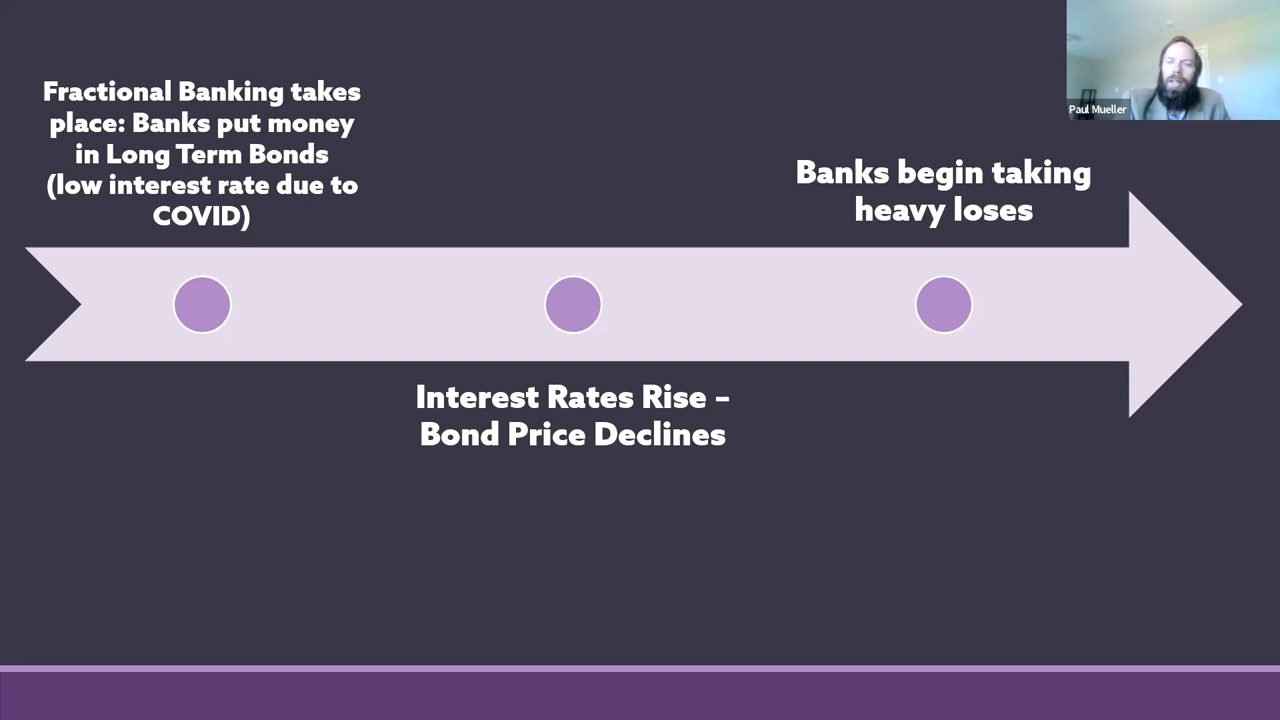 Fractional Banking takes
place: Banks put money
in Long Term Bonds
(low interest rate due to
COVID)
Interest Rates Rise –
Bond Price Declines
Banks begin taking
heavy loses
Paul Mueller